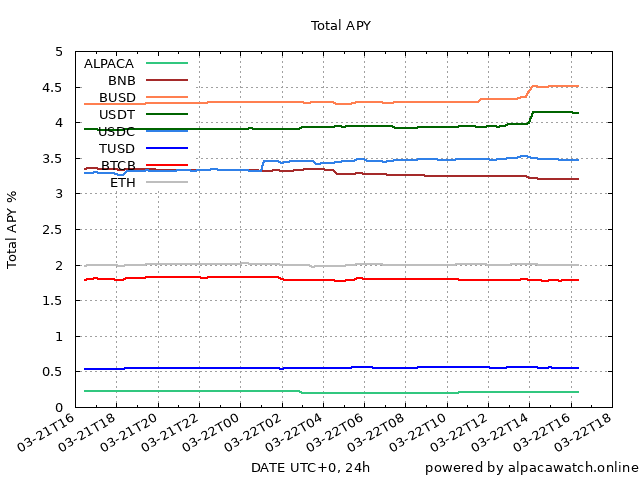 Total APY
Total APY %
5
4.5
4
3.5
3
2.5
2
1.5
1
0.5
0
ALPACA
BNB
BUSD
USDT
USDC
TUSD
BTCB
ETH
03-21T16
03-21T18
03-21T20
03-21T22
03-22T00
03-22T02
03-22T04
03-22T06
03-22T08
03-22T10
03-22T12
03-22T14
03-22T16
03-22T18
DATE UTC+0, 24h
powered by alpacawatch.online